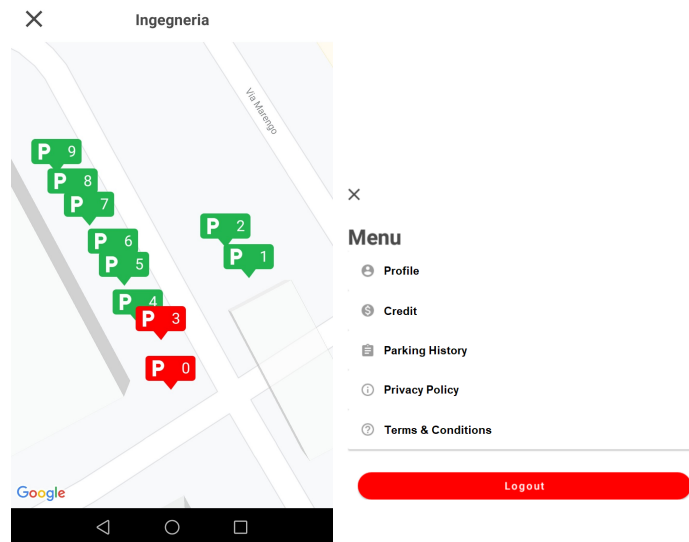 Ingegneria
Via Marengo
P 9
P 8
P 7
P 2
P 6
P 1
P 5
P 4
P 3
P 0
Google
Menu
Profile
Credit
Parking History
Privacy Policy
Terms & Conditions
Logout